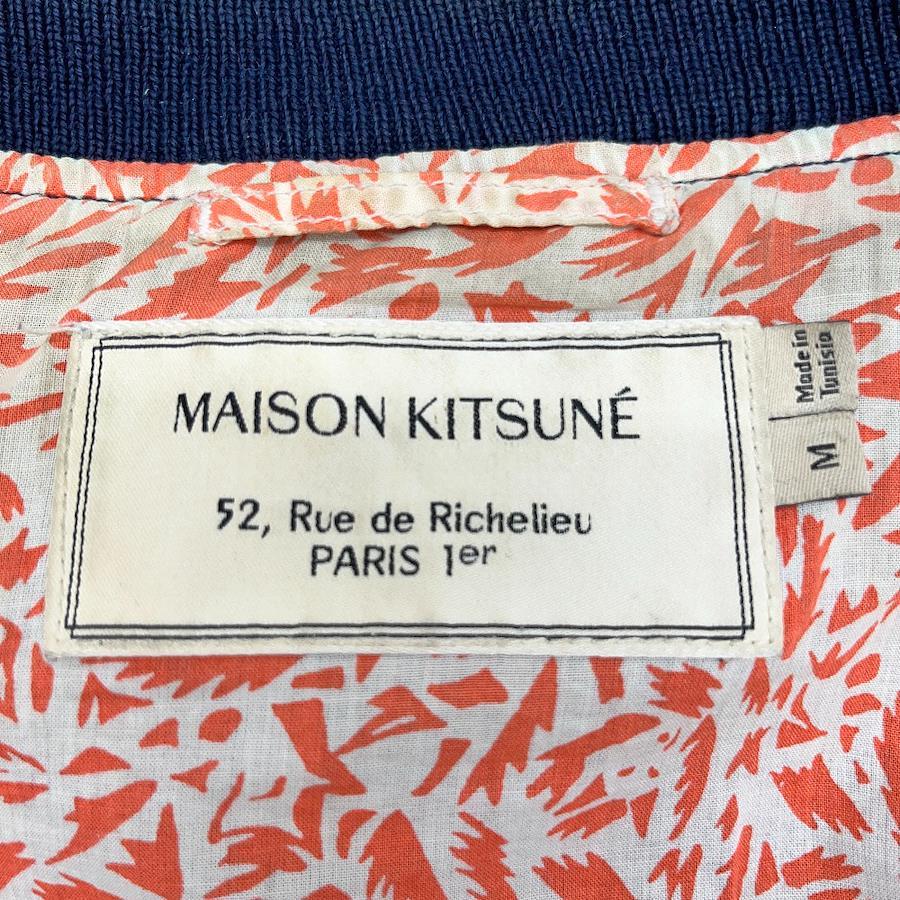 MAISON KITSUNÉ
52, Rue de Richelieu
PARIS 1er
Made in
Tunisia
M